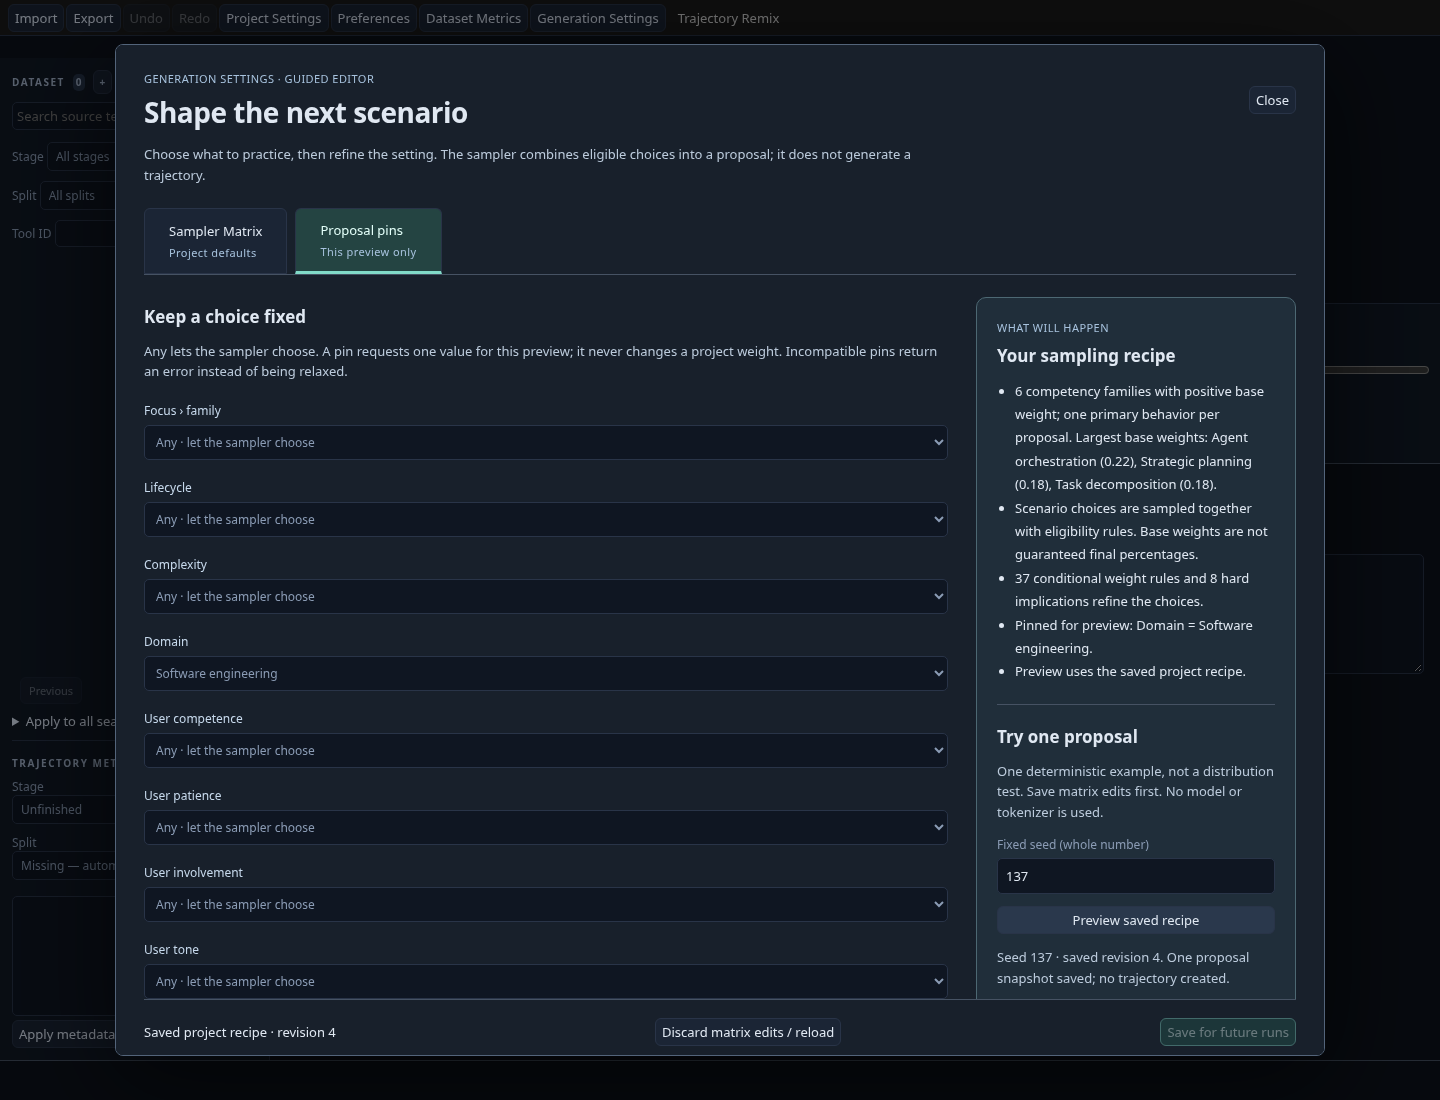 Import Export Undo Redo Project Settings Preferences Dataset Metrics Generation Settings Trajectory Remix
DATASET 0 +
Search source te
Stage All stages
Split All splits
Tool ID
Previous
Apply to all sea
TRAJECTORY MET
Stage
Unfinished
Split
Missing — auton
Apply metadata
GENERATION SETTINGS · GUIDED EDITOR
Shape the next scenario
Close
Choose what to practice, then refine the setting. The sampler combines eligible choices into a proposal; it does not generate a
trajectory.
Sampler Matrix
Project defaults
Proposal pins
This preview only
Keep a choice fixed
Any lets the sampler choose. A pin requests one value for this preview; it never changes a project weight. Incompatible pins return
an error instead of being relaxed.
Focus › family
Any · let the sampler choose
Lifecycle
Any · let the sampler choose
Complexity
Any · let the sampler choose
Domain
Software engineering
User competence
Any · let the sampler choose
User patience
Any · let the sampler choose
User involvement
Any · let the sampler choose
User tone
Any · let the sampler choose
WHAT WILL HAPPEN
Your sampling recipe
• 6 competency families with positive base
weight; one primary behavior per
proposal. Largest base weights: Agent
orchestration (0.22), Strategic planning
(0.18), Task decomposition (0.18).
• Scenario choices are sampled together
with eligibility rules. Base weights are not
guaranteed final percentages.
• 37 conditional weight rules and 8 hard
implications refine the choices.
• Pinned for preview: Domain = Software
engineering.
• Preview uses the saved project recipe.
Try one proposal
One deterministic example, not a distribution
test. Save matrix edits first. No model or
tokenizer is used.
Fixed seed (whole number)
137
Preview saved recipe
Seed 137 · saved revision 4. One proposal
snapshot saved; no trajectory created.
Saved project recipe · revision 4
Discard matrix edits / reload
Save for future runs